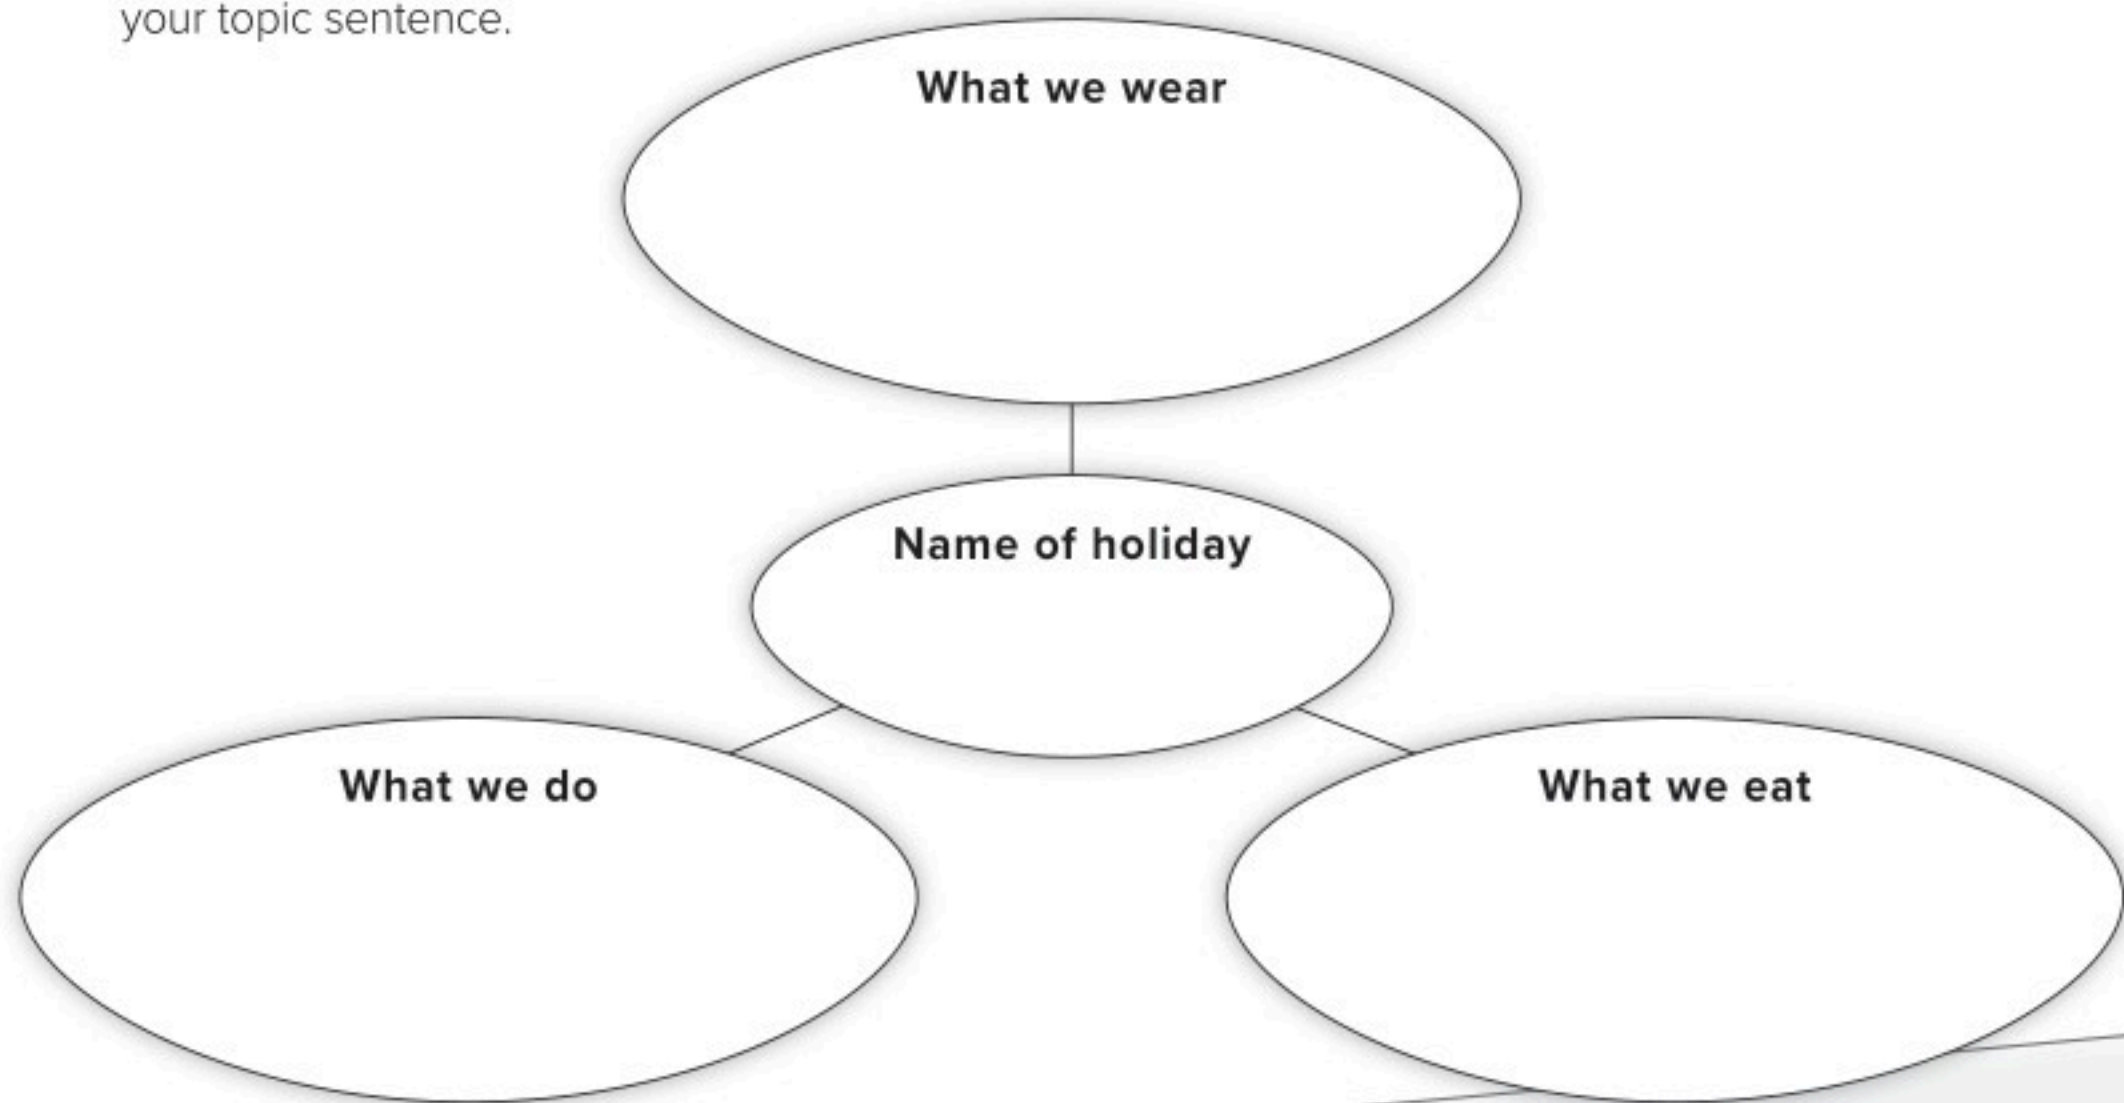 your topic sentence.
What we wear
Name of holiday
What we do
What we eat